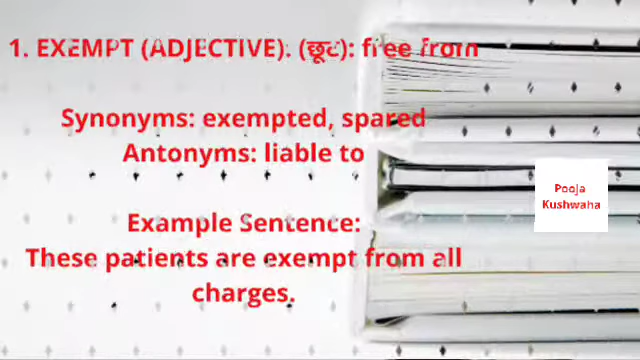 1. EXEMPT (ADJECTIVE): (छूट): free from
Synonyms: exempted, spared
Antonyms: liable to
Example Sentence:
These patients are exempt from all
charges.
Pooja
Kushwaha